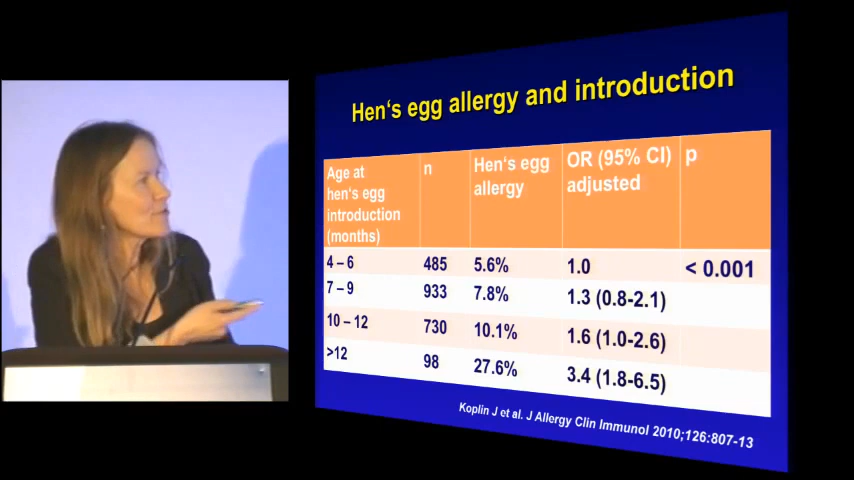 Hen's egg allergy and introduction
Age at
hen's egg
introduction
(months)
n
Hen's egg
allergy
OR (95% CI)
adjusted
p
4 – 6 485 5.6% 1.0 < 0.001
7 – 9 933 7.8% 1.3 (0.8-2.1)
10 – 12 730 10.1% 1.6 (1.0-2.6)
>12 98 27.6% 3.4 (1.8-6.5)
Koplin J et al. J Allergy Clin Immunol 2010;126:807-13